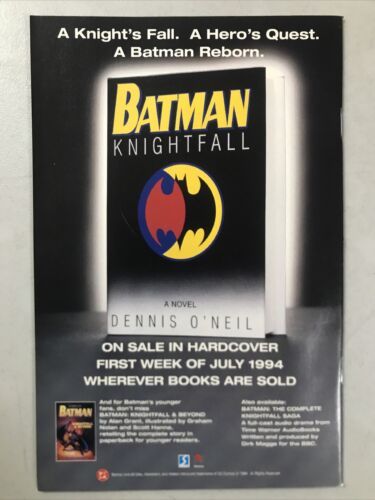 A Knight's Fall. A Hero's Quest.
A Batman Reborn.
BATMAN
KNIGHTFALL
A NOVEL
DENNIS O'NEIL
ON SALE IN HARDCOVER
FIRST WEEK OF JULY 1994
WHEREVER BOOKS ARE SOLD
And for Batman's younger
fans, don't miss
BATMAN: KNIGHTFALL & BEYOND
by Alan Grant, illustrated by Graham
Nolan and Scott Hanna,
retelling the complete story in
paperback for younger readers.
Also available:
BATMAN: THE COMPLETE
KNIGHTFALL SAGA
A full-cast audio drama from
Time Warner AudioBooks
Written and produced by
Dirk Maggs for the BBC.
BATMAN